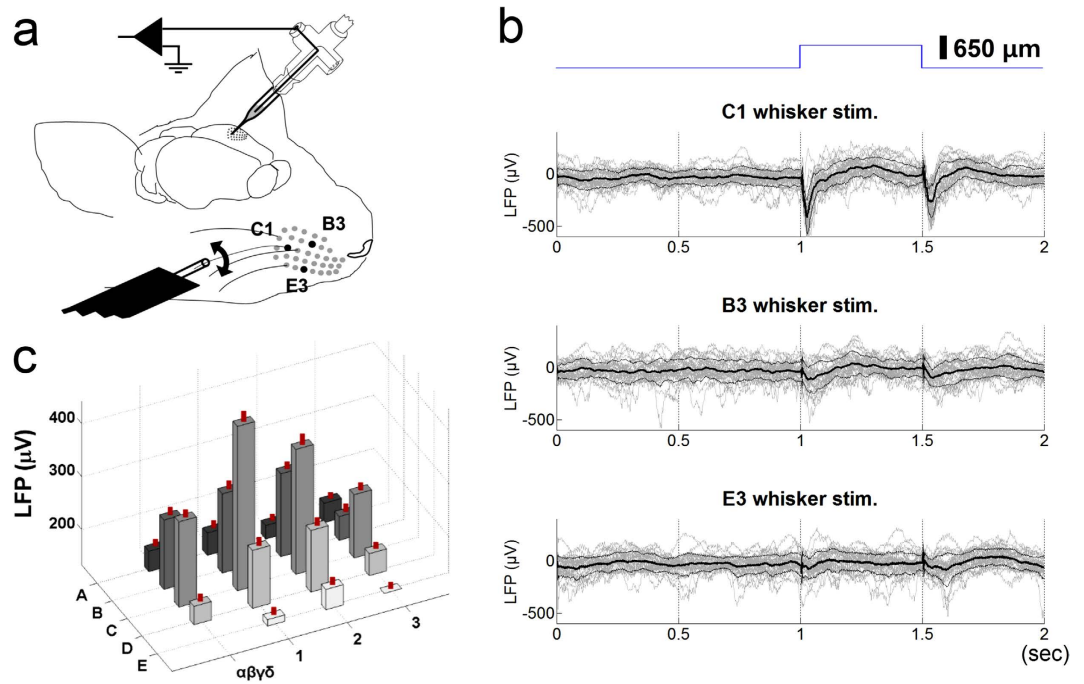 a
C1
B3
E3
b
650 µm
C1 whisker stim.
LFP (µV)
0
-500
0 0.5 1 1.5 2
B3 whisker stim.
LFP (µV)
0
-500
0 0.5 1 1.5 2
E3 whisker stim.
LFP (µV)
0
-500
0 0.5 1 1.5 2
(sec)
c
LFP (µV)
400
300
200
A
B
C
D
E
αβγδ
1
2
3